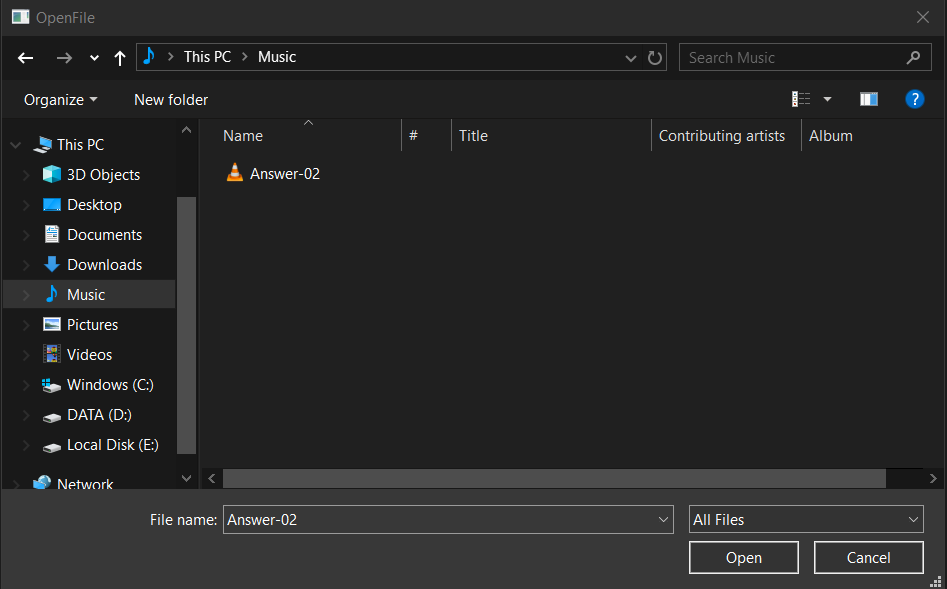 OpenFile
This PC Music
Search Music
Organize New folder
?
Name # Title Contributing artists Album
Answer-02
This PC
3D Objects
Desktop
Documents
Downloads
Music
Pictures
Videos
Windows (C:)
DATA (D:)
Local Disk (E:)
Network
File name: Answer-02 All Files
Open Cancel